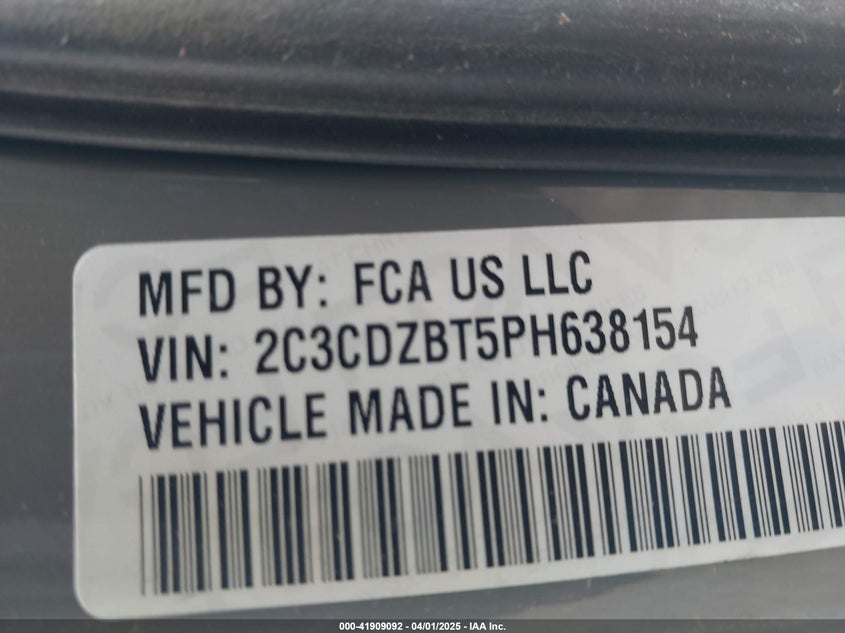 MFD BY: FCA US LLC
VIN: 2C3CDZBT5PH638154
VEHICLE MADE IN: CANADA
000-41909092 - 04/01/2025 - IAA Inc.